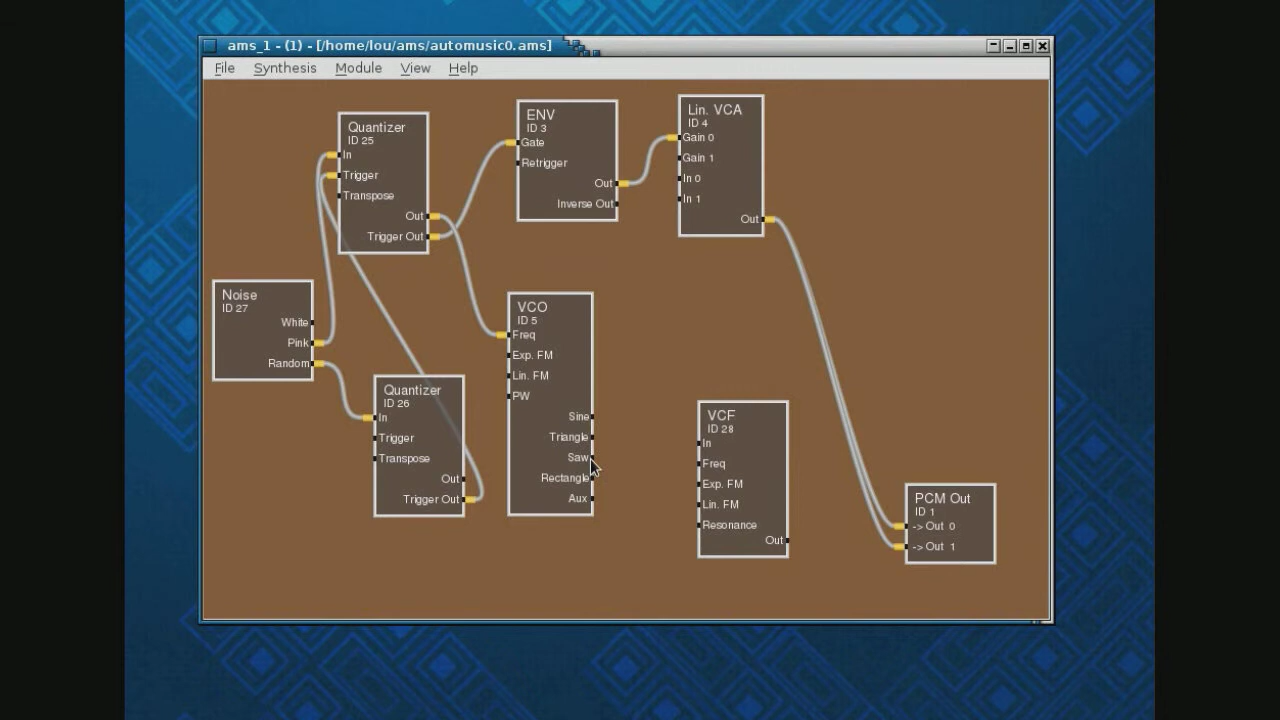 ams_1 - (1) - [/home/lou/ams/automusic0.ams]
File Synthesis Module View Help
Quantizer
ID 25
In
Trigger
Transpose
Out
Trigger Out
ENV
ID 3
Gate
Retrigger
Out
Inverse Out
Lin. VCA
ID 4
Gain 0
Gain 1
In 0
In 1
Out
Noise
ID 27
White
Pink
Random
Quantizer
ID 26
In
Trigger
Transpose
Out
Trigger Out
VCO
ID 5
Freq
Exp. FM
Lin. FM
PW
Sine
Triangle
Saw
Rectangle
Aux
VCF
ID 28
In
Freq
Exp. FM
Lin. FM
Resonance
Out
PCM Out
ID 1
-> Out 0
-> Out 1